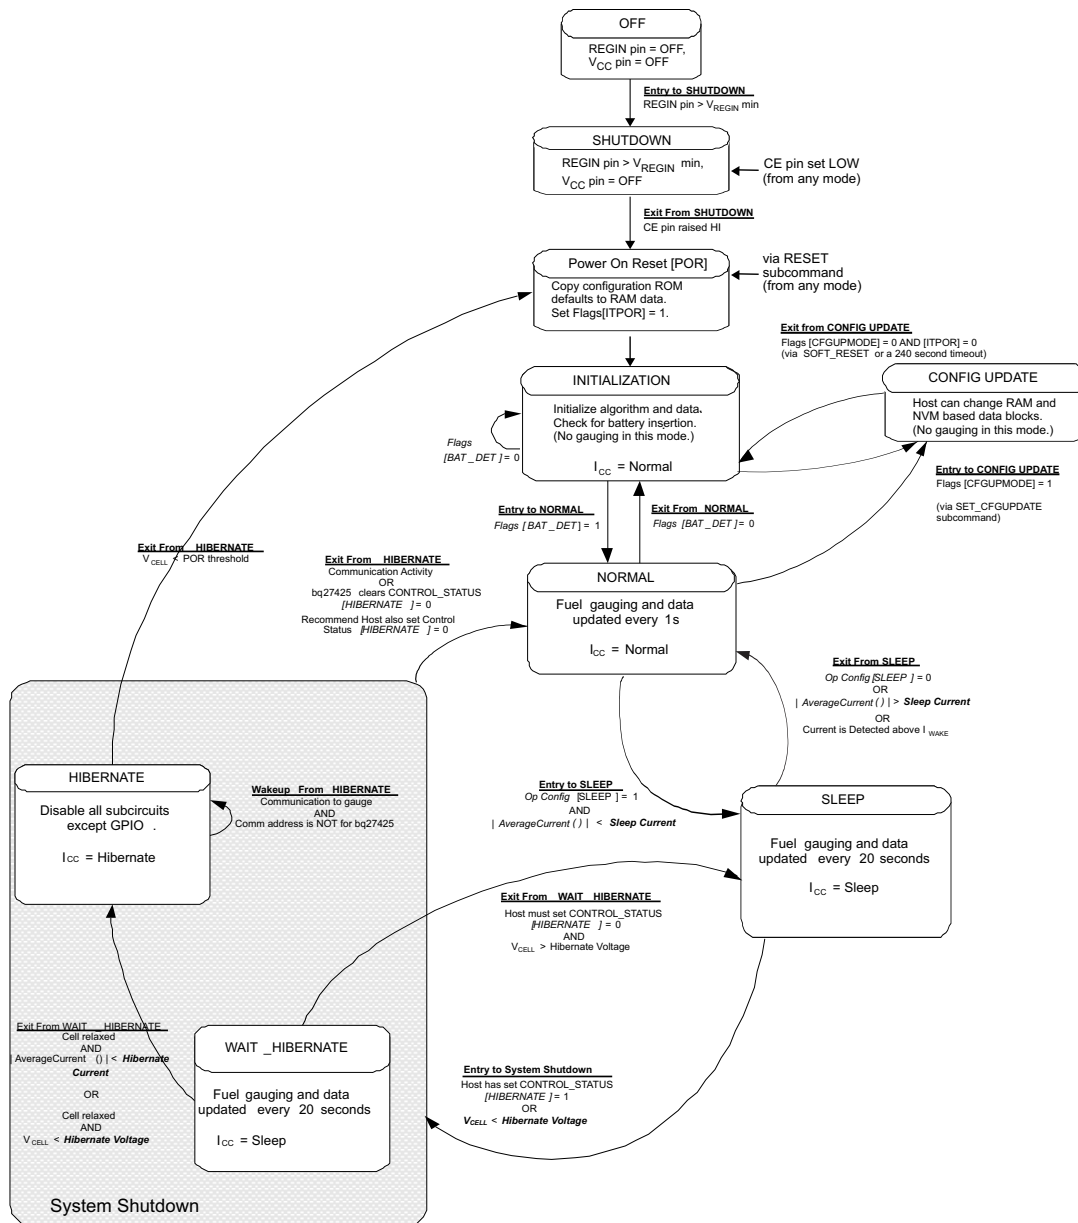 OFF
REGIN pin = OFF,
VCC pin = OFF
Entry to SHUTDOWN
REGIN pin > VREGIN min
SHUTDOWN
REGIN pin > VREGIN min,
VCC pin = OFF
CE pin set LOW
(from any mode)
Exit From SHUTDOWN
CE pin raised HI
Power On Reset [POR]
Copy configuration ROM
defaults to RAM data.
Set Flags[ITPOR] = 1.
via RESET
subcommand
(from any mode)
Exit from CONFIG UPDATE
Flags [CFGUPMODE] = 0 AND [ITPOR] = 0
(via SOFT_RESET or a 240 second timeout)
INITIALIZATION
Initialize algorithm and data.
Check for battery insertion.
(No gauging in this mode.)
ICC = Normal
Flags
[BAT_DET] = 0
CONFIG UPDATE
Host can change RAM and
NVM based data blocks.
(No gauging in this mode.)
Entry to CONFIG UPDATE
Flags [CFGUPMODE] = 1
(via SET_CFGUPDATE
subcommand)
Entry to NORMAL
Flags [BAT_DET] = 1
Exit From NORMAL
Flags [BAT_DET] = 0
Exit From HIBERNATE
VCELL < POR threshold
Exit From HIBERNATE
Communication Activity
OR
bq27425 clears CONTROL_STATUS
[HIBERNATE] = 0
Recommend Host also set Control
Status [HIBERNATE] = 0
NORMAL
Fuel gauging and data
updated every 1s
ICC = Normal
Exit From SLEEP
Op Config [SLEEP] = 0
OR
| AverageCurrent () | > Sleep Current
OR
Current is Detected above IWAKE
HIBERNATE
Disable all subcircuits
except GPIO .
ICC = Hibernate
Wakeup From HIBERNATE
Communication to gauge
AND
Comm address is NOT for bq27425
Entry to SLEEP
Op Config [SLEEP] = 1
AND
| AverageCurrent () | < Sleep Current
SLEEP
Fuel gauging and data
updated every 20 seconds
ICC = Sleep
Exit From WAIT_HIBERNATE
Host must set CONTROL_STATUS
[HIBERNATE] = 0
AND
VCELL > Hibernate Voltage
Exit From WAIT_HIBERNATE
Cell relaxed
AND
| AverageCurrent () | < Hibernate
Current
OR
Cell relaxed
AND
VCELL < Hibernate Voltage
WAIT_HIBERNATE
Fuel gauging and data
updated every 20 seconds
ICC = Sleep
Entry to System Shutdown
Host has set CONTROL_STATUS
[HIBERNATE] = 1
OR
VCELL < Hibernate Voltage
System Shutdown